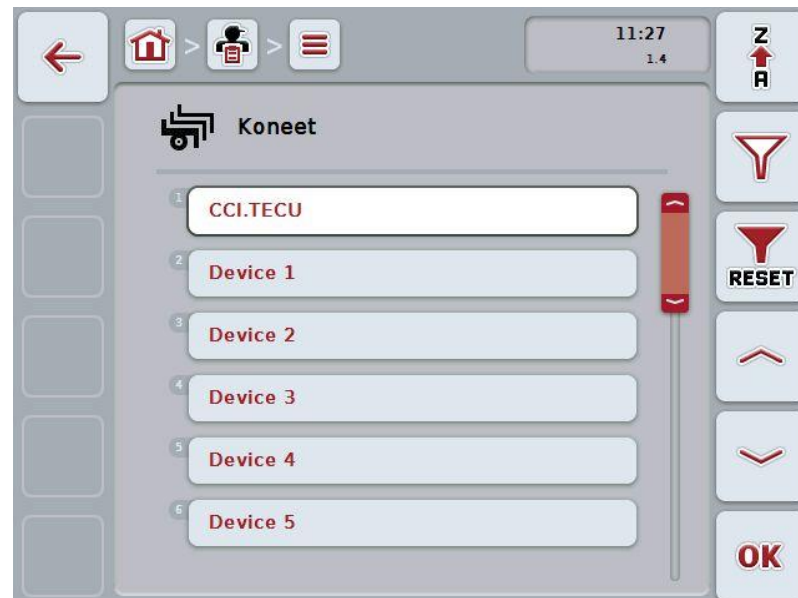 11:27
1.4
Z
A
Koneet
1
CCI.TECU
2
Device 1
RESET
3
Device 2
4
Device 3
5
Device 4
6
Device 5
OK